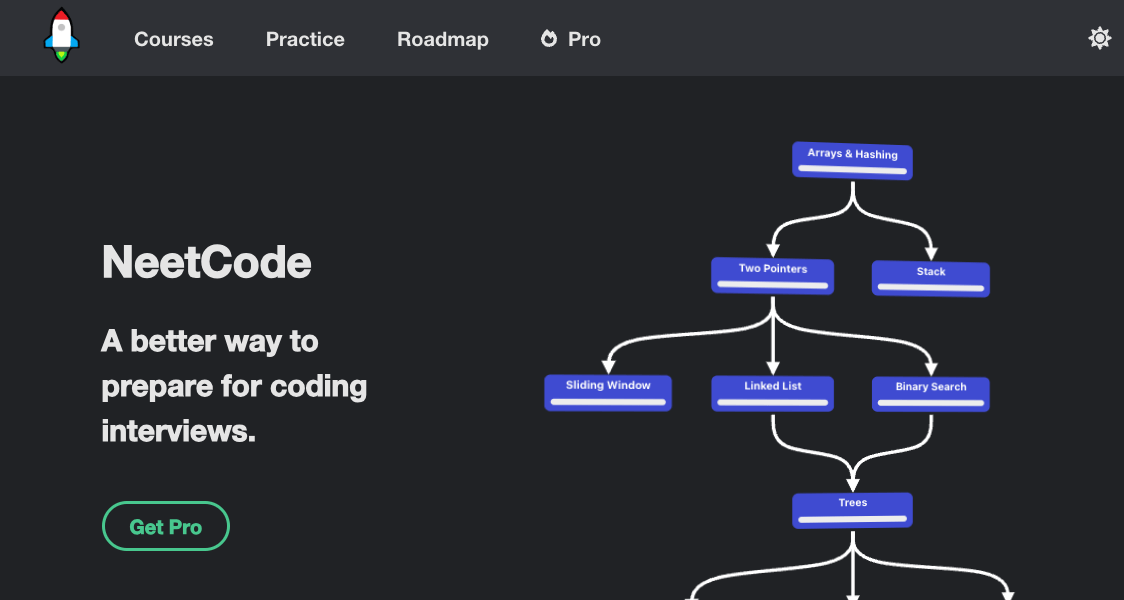 Courses
Practice
Roadmap
Pro
NeetCode
A better way to
prepare for coding
interviews.
Get Pro
Arrays & Hashing
Two Pointers
Stack
Sliding Window
Linked List
Binary Search
Trees